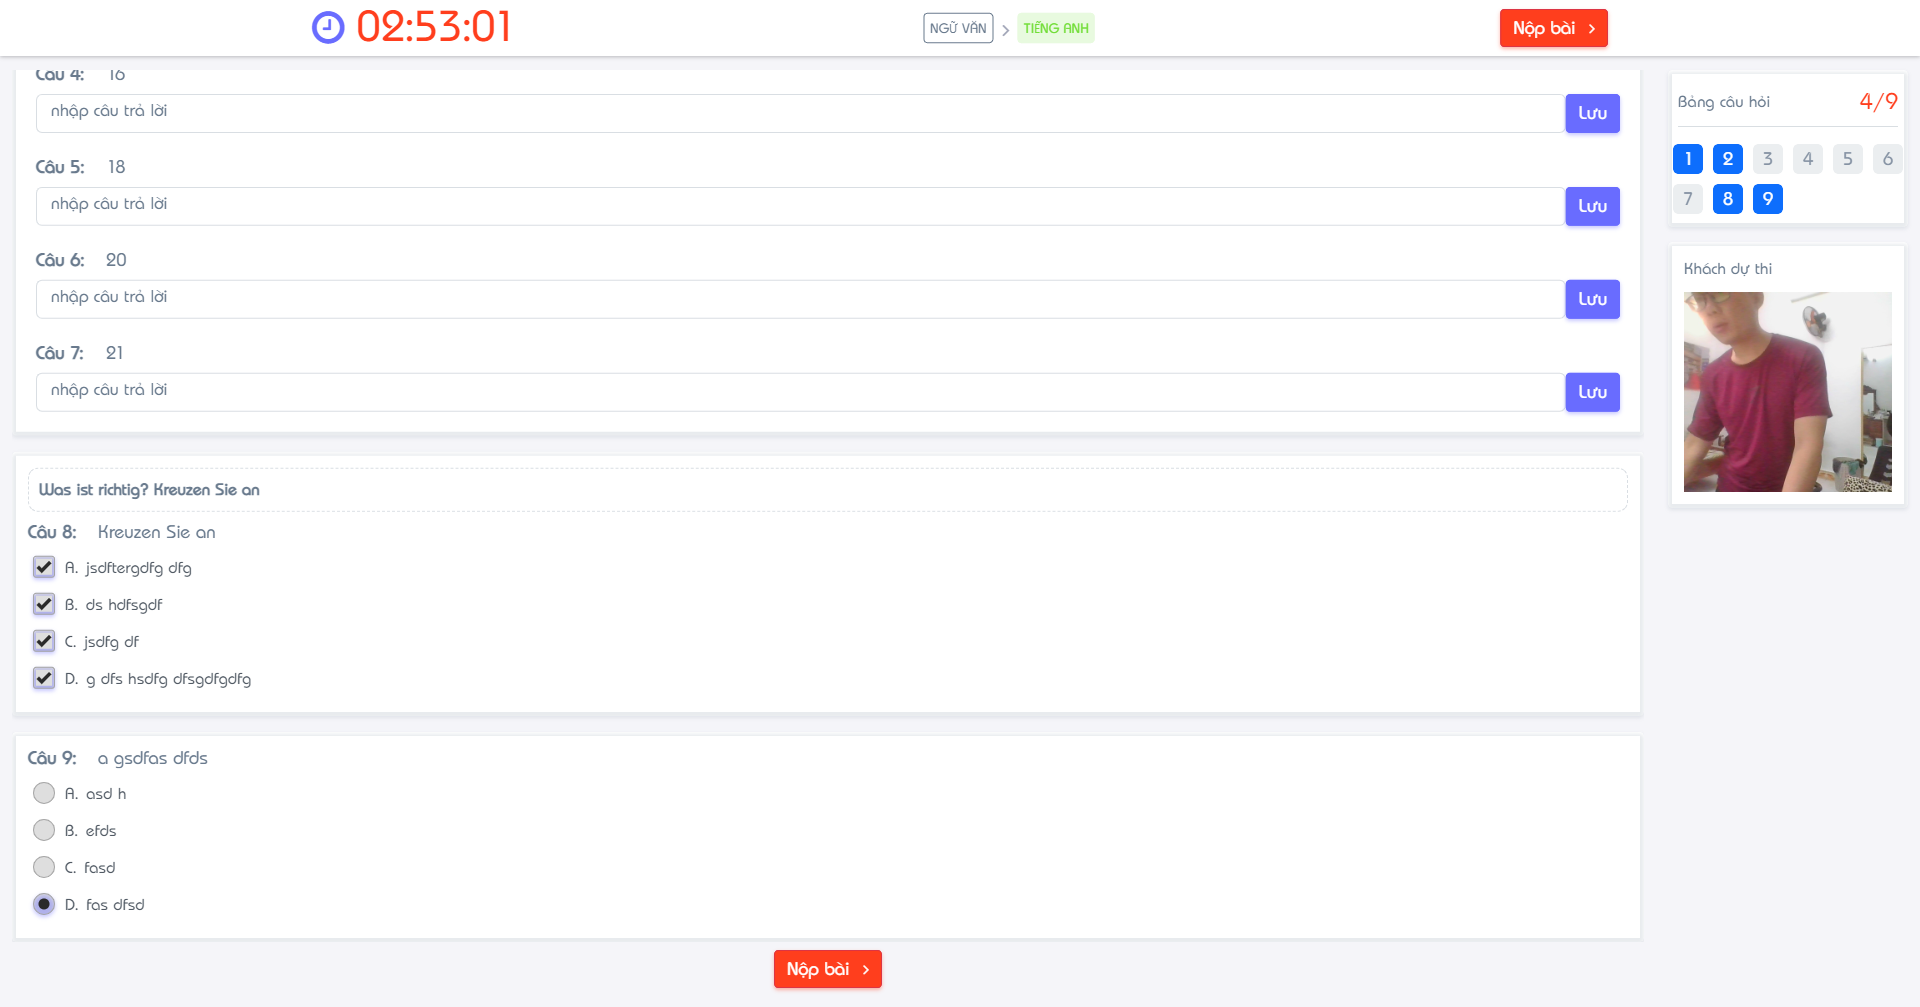 02:53:01
NGỮ VĂN
TIẾNG ANH
Nộp bài
Câu 4: 16
nhập câu trả lời
Lưu
Câu 5: 18
nhập câu trả lời
Lưu
Câu 6: 20
nhập câu trả lời
Lưu
Câu 7: 21
nhập câu trả lời
Lưu
Was ist richtig? Kreuzen Sie an
Câu 8: Kreuzen Sie an
A. jsdftergdfg dfg
B. ds hdfsgdf
C. jsdfg df
D. g dfs hsdfg dfsgdfgdfg
Câu 9: a gsdfas dfds
A. asd h
B. efds
C. fasd
D. fas dfsd
Nộp bài
Bảng câu hỏi 4/9
1 2 3 4 5 6
7 8 9
Khách dự thi